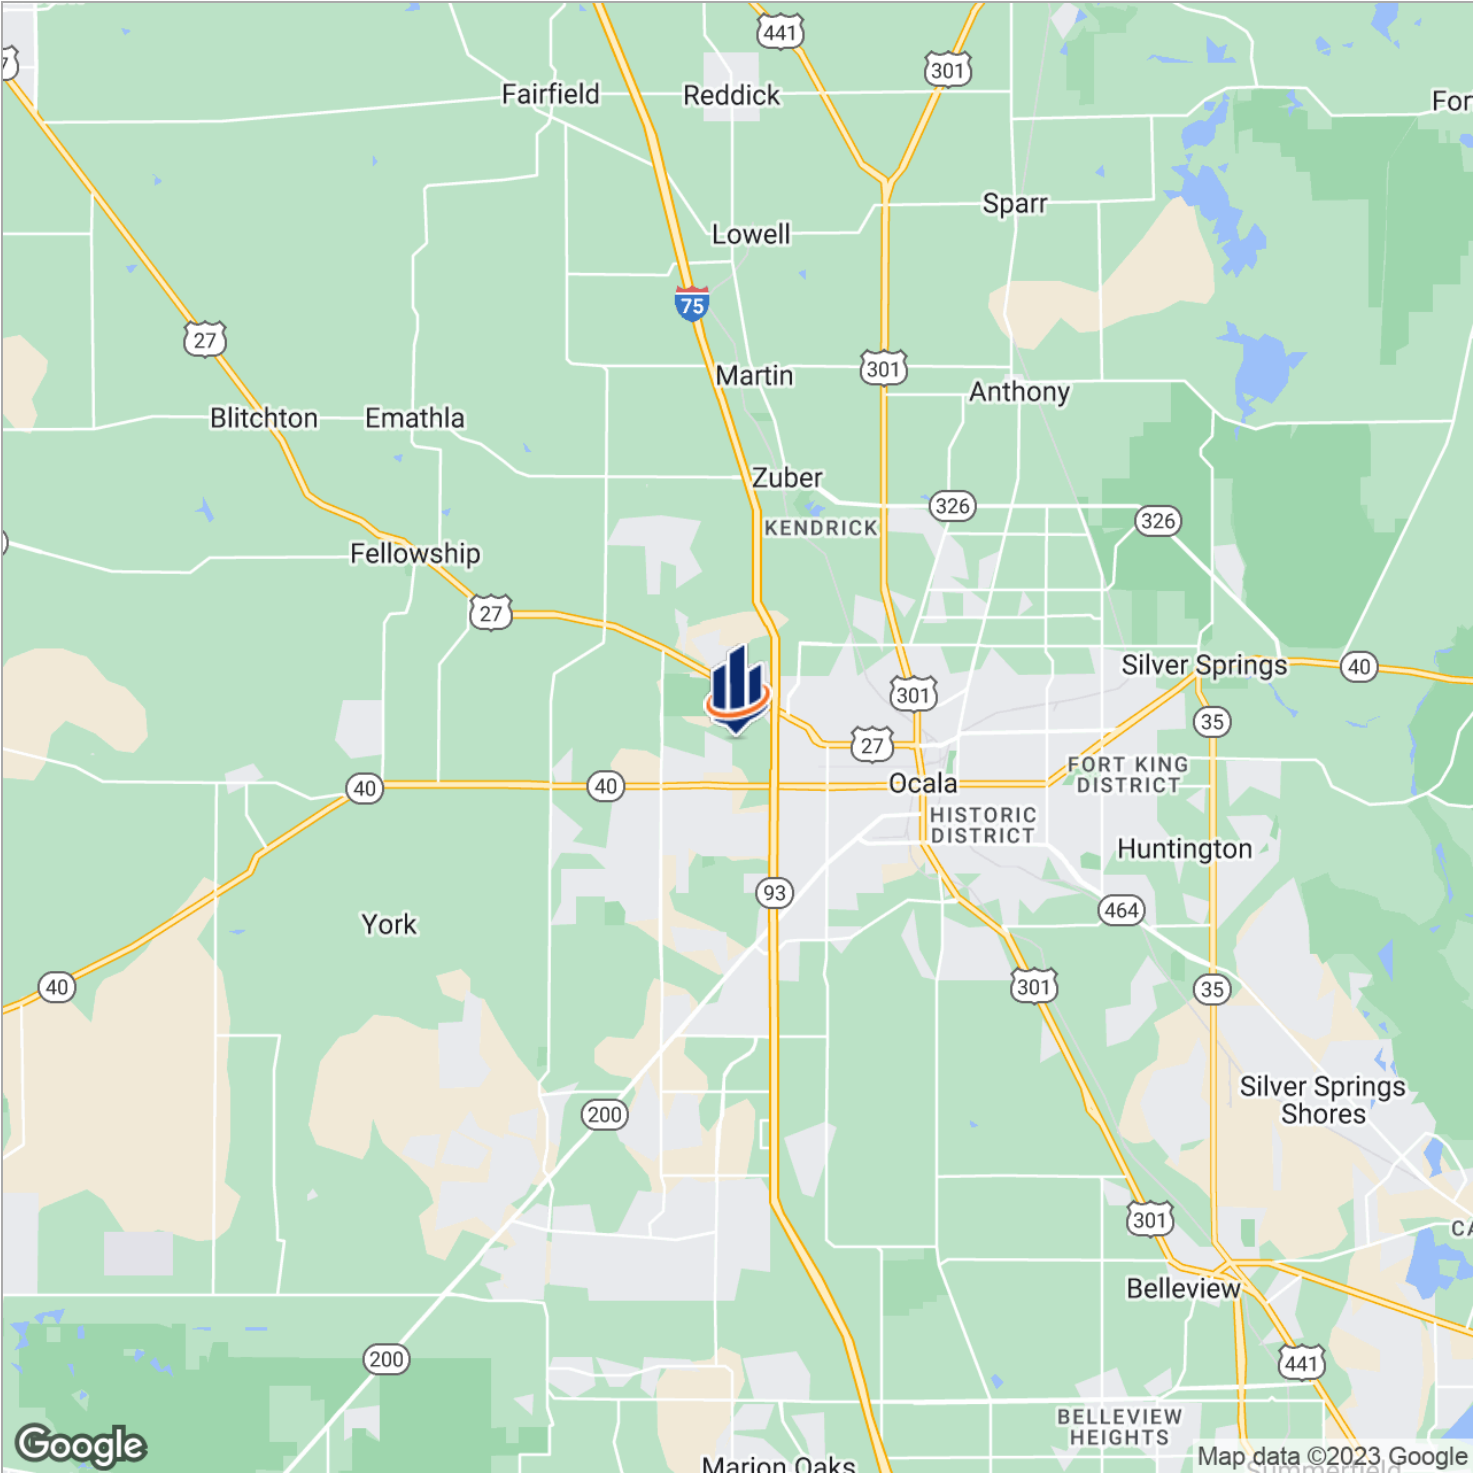 441
301
7
Fairfield
Reddick
For
Sparr
Lowell
75
27
301
Martin
Anthony
Blitchton
Emathla
Zuber
326
326
KENDRICK
Fellowship
27
Silver Springs
40
301
35
27
FORT KING
DISTRICT
40
40
Ocala
HISTORIC
DISTRICT
Huntington
93
464
York
40
301
35
Silver Springs
Shores
200
301
CA
Belleview
200
441
BELLEVIEW
HEIGHTS
Google
Marion Oaks
Map data ©2023 Google
Summerfield